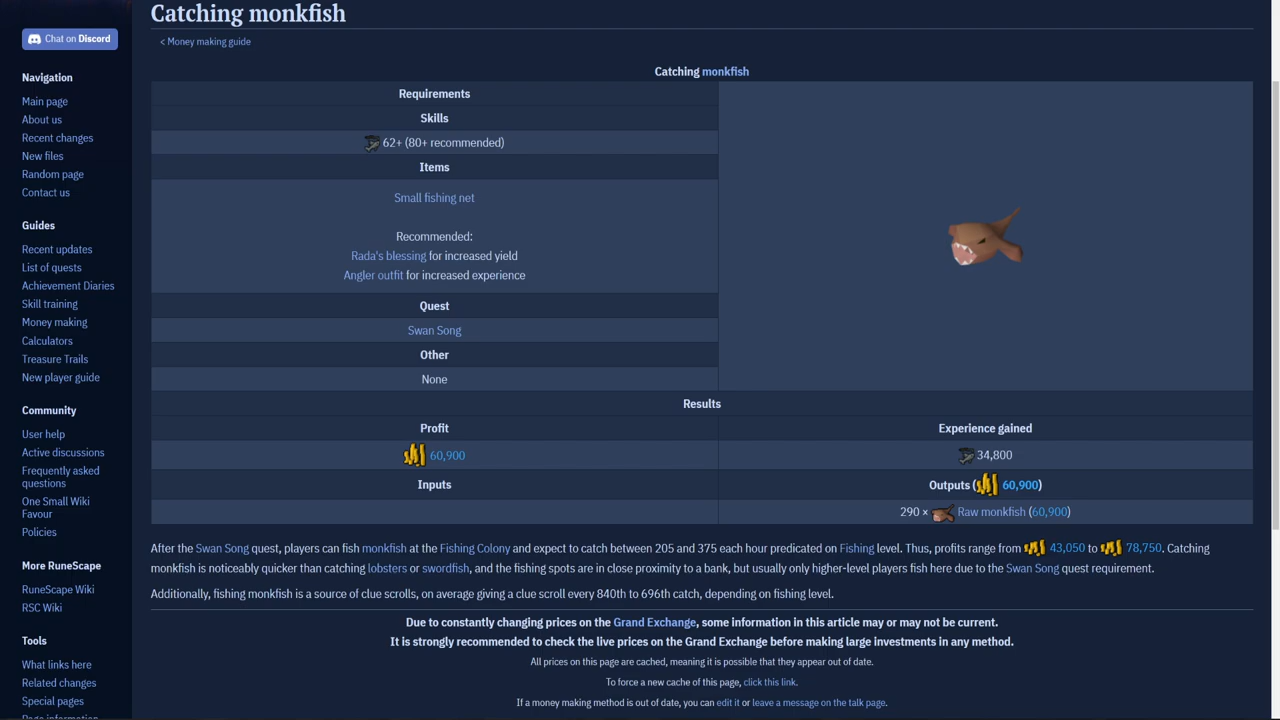 Catching monkfish
Chat on Discord
< Money making guide
Navigation
Main page
About us
Recent changes
New files
Random page
Contact us
Guides
Recent updates
List of quests
Achievement Diaries
Skill training
Money making
Calculators
Treasure Trails
New player guide
Community
User help
Active discussions
Frequently asked
questions
One Small Wiki
Favour
Policies
More RuneScape
RuneScape Wiki
RSC Wiki
Tools
What links here
Related changes
Special pages
Page information
Catching monkfish
Requirements
Skills
62+ (80+ recommended)
Items
Small fishing net
Recommended:
Rada's blessing for increased yield
Angler outfit for increased experience
Quest
Swan Song
Other
None
Results
Profit
Experience gained
60,900
34,800
Inputs
Outputs (60,900)
290 × Raw monkfish (60,900)
After the Swan Song quest, players can fish monkfish at the Fishing Colony and expect to catch between 205 and 375 each hour predicated on Fishing level. Thus, profits range from 43,050 to 78,750. Catching
monkfish is noticeably quicker than catching lobsters or swordfish, and the fishing spots are in close proximity to a bank, but usually only higher-level players fish here due to the Swan Song quest requirement.
Additionally, fishing monkfish is a source of clue scrolls, on average giving a clue scroll every 840th to 696th catch, depending on fishing level.
Due to constantly changing prices on the Grand Exchange, some information in this article may or may not be current.
It is strongly recommended to check the live prices on the Grand Exchange before making large investments in any method.
All prices on this page are cached, meaning it is possible that they appear out of date.
To force a new cache of this page, click this link.
If a money making method is out of date, you can edit it or leave a message on the talk page.